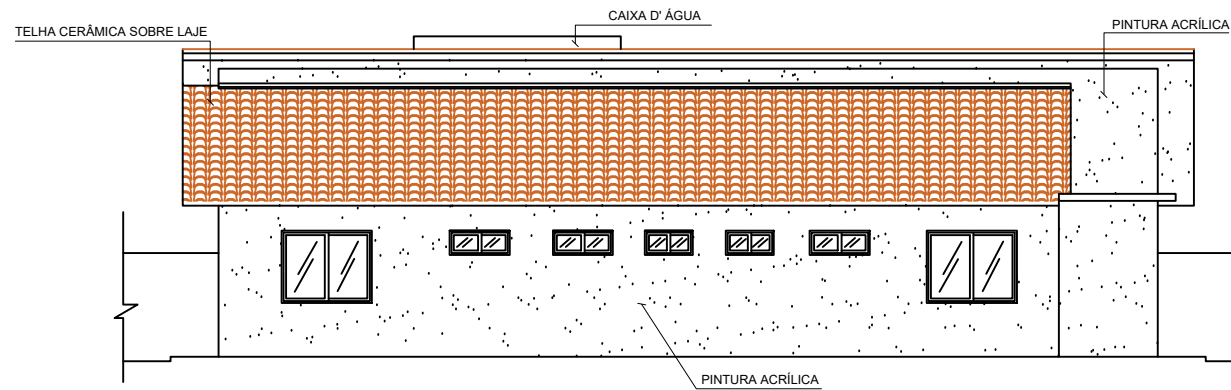 CAIXA D' ÁGUA
PINTURA ACRÍLICA
TELHA CERÂMICA SOBRE LAJE
PINTURA ACRÍLICA